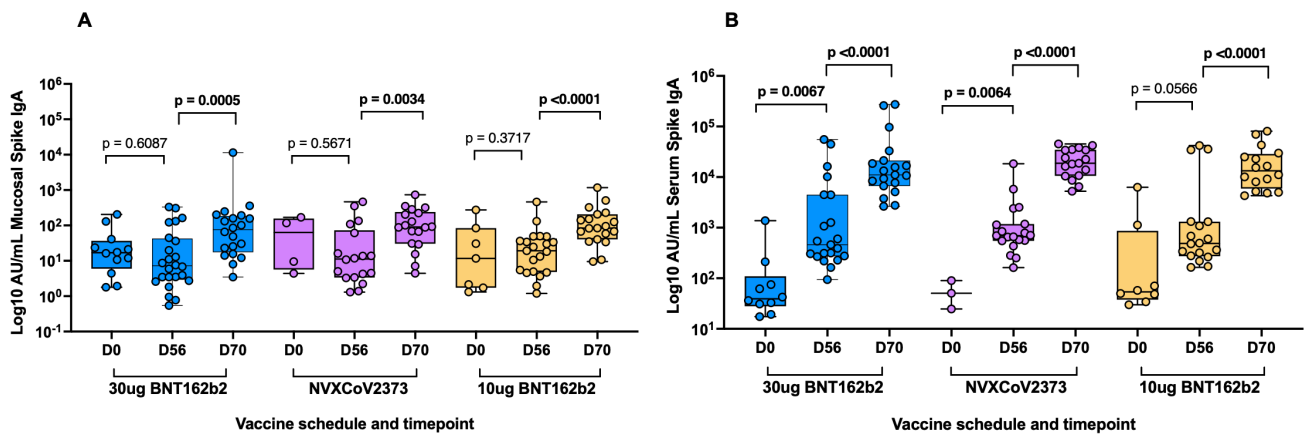 A
Log10 AU/mL Mucosal Spike IgA
10^6
10^5
10^4
10^3
10^2
10^1
10^0
10^-1
p = 0.6087
p = 0.0005
p = 0.5671
p = 0.0034
p = 0.3717
p <0.0001
D0 D56 D70 D0 D56 D70 D0 D56 D70
30ug BNT162b2 NVXCoV2373 10ug BNT162b2
Vaccine schedule and timepoint
B
Log10 AU/mL Serum Spike IgA
10^6
10^5
10^4
10^3
10^2
10^1
p = 0.0067
p <0.0001
p = 0.0064
p <0.0001
p = 0.0566
p <0.0001
D0 D56 D70 D0 D56 D70 D0 D56 D70
30ug BNT162b2 NVXCoV2373 10ug BNT162b2
Vaccine schedule and timepoint